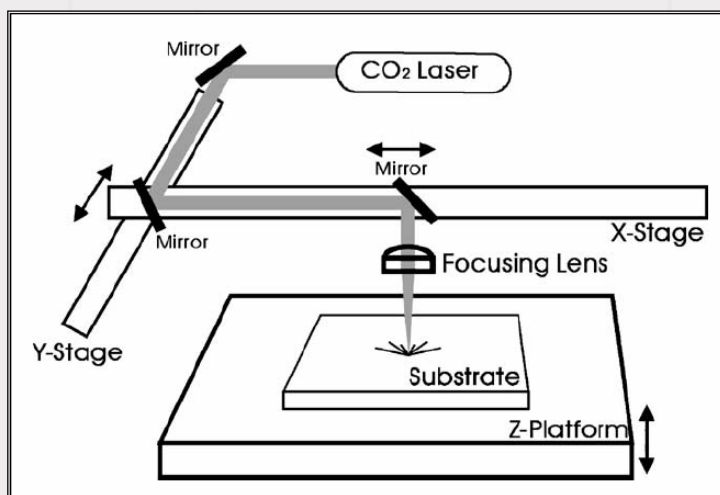 Mirror
CO₂ Laser
Mirror
X-Stage
Mirror
Focusing Lens
Y-Stage
Substrate
Z-Platform